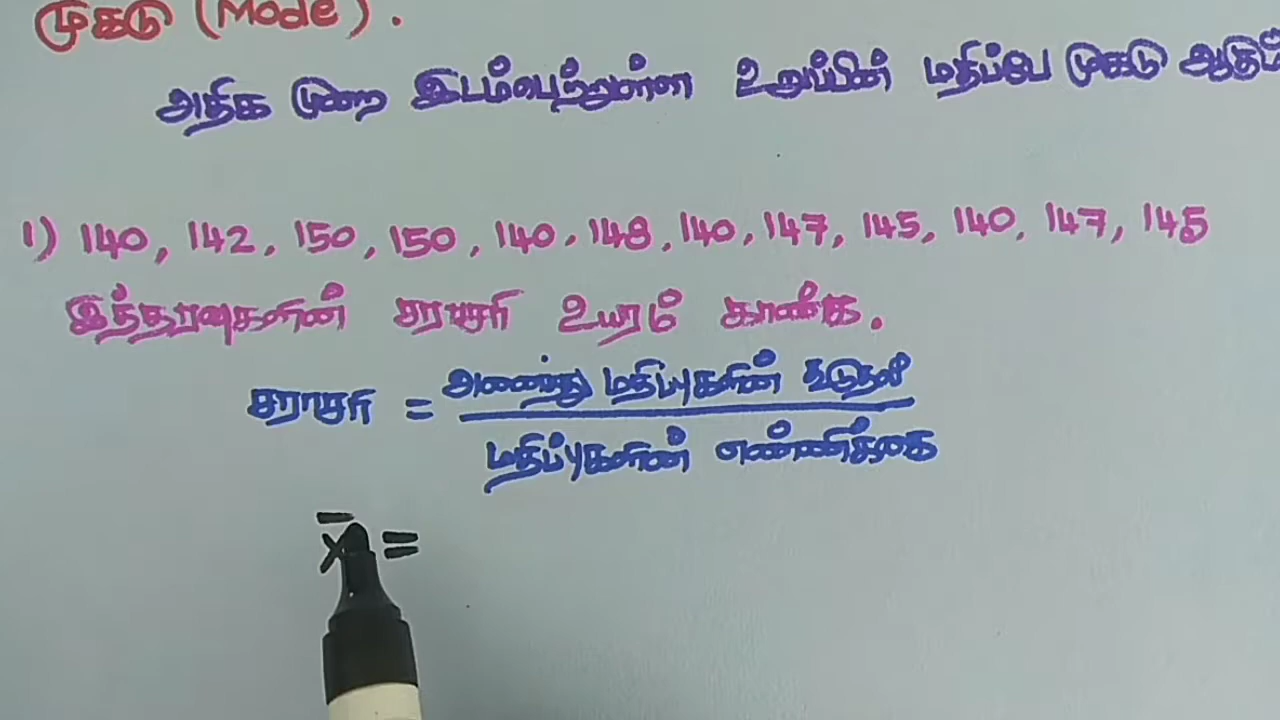 முகடு (Mode).
அதிக முறை இடம்பெற்றுள்ள உறுப்பின் மதிப்பே முகடு ஆகும்
1) 140, 142, 150, 150, 140, 148, 140, 147, 145, 140, 147, 145
இத்தரவுகளின் சராசரி உயரம் காண்க.
சராசரி = அனைத்து மதிப்புகளின் கூடுதல்
மதிப்புகளின் எண்ணிக்கை
x̄ =